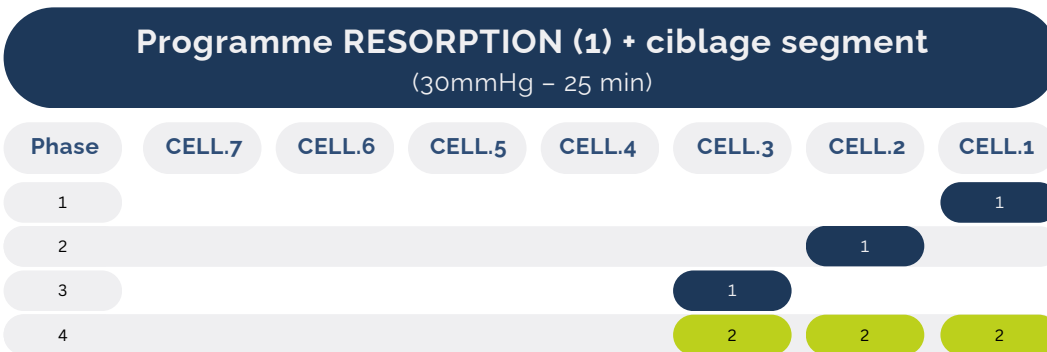 Programme RESORPTION (1) + ciblage segment
(30mmHg – 25 min)
Phase CELL.7 CELL.6 CELL.5 CELL.4 CELL.3 CELL.2 CELL.1
1 1
2 1
3 1
4 2 2 2